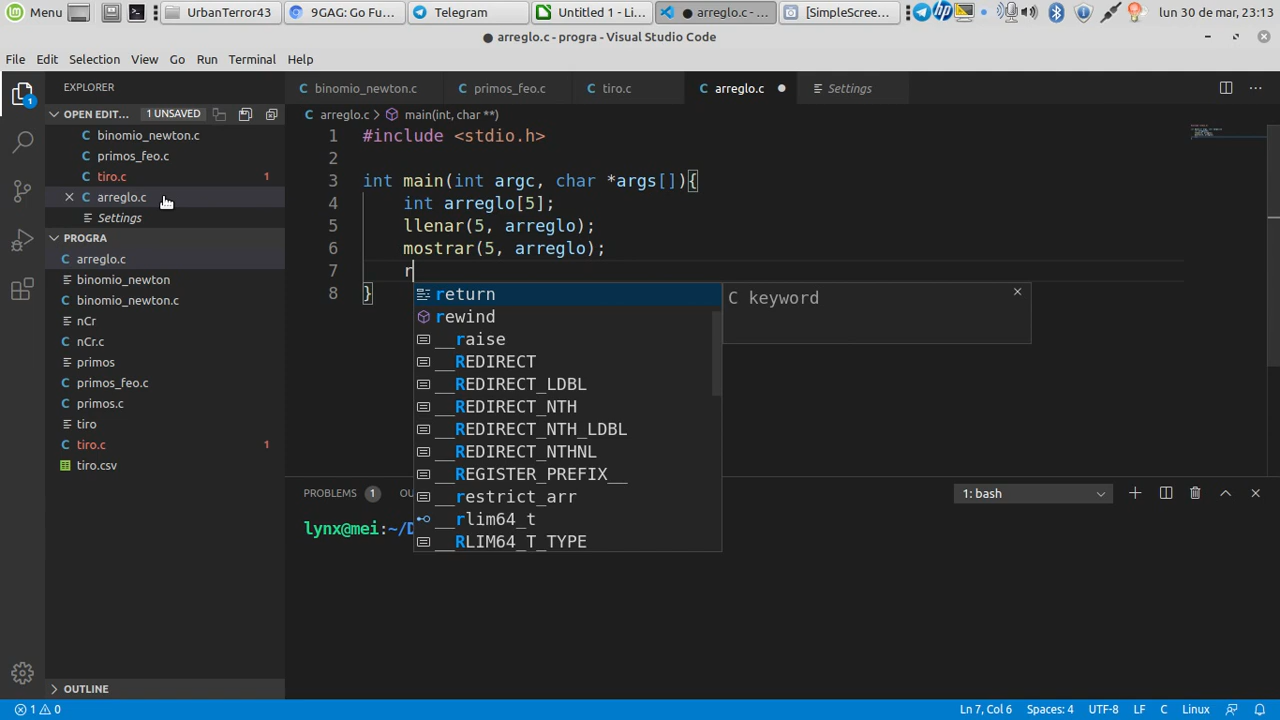 Menu UrbanTerror43 9GAG: Go Fu... Telegram Untitled 1 - Li... ● arreglo.c - ... [SimpleScree... lun 30 de mar, 23:13
● arreglo.c - progra - Visual Studio Code
File Edit Selection View Go Run Terminal Help
EXPLORER
OPEN EDIT... 1 UNSAVED
C binomio_newton.c
C primos_feo.c
C tiro.c 1
C arreglo.c
Settings
PROGRA
C arreglo.c
binomio_newton
C binomio_newton.c
nCr
C nCr.c
primos
C primos_feo.c
C primos.c
tiro
C tiro.c 1
tiro.csv
OUTLINE
C binomio_newton.c C primos_feo.c C tiro.c C arreglo.c ● Settings
C arreglo.c > main(int, char **)
1 #include <stdio.h>
2
3 int main(int argc, char *args[]){
4 int arreglo[5];
5 llenar(5, arreglo);
6 mostrar(5, arreglo);
7 r
8 }
return
rewind
__raise
__REDIRECT
__REDIRECT_LDBL
__REDIRECT_NTH
__REDIRECT_NTH_LDBL
__REDIRECT_NTHNL
__REGISTER_PREFIX__
__restrict_arr
__rlim64_t
__RLIM64_T_TYPE
C keyword
PROBLEMS 1 OU 1: bash
lynx@mei:~/D
1 0 Ln 7, Col 6 Spaces: 4 UTF-8 LF C Linux